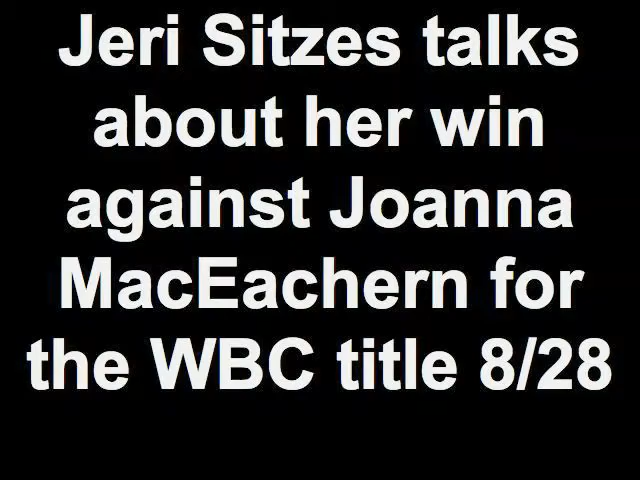 Jeri Sitzes talks
about her win
against Joanna
MacEachern for
the WBC title 8/28